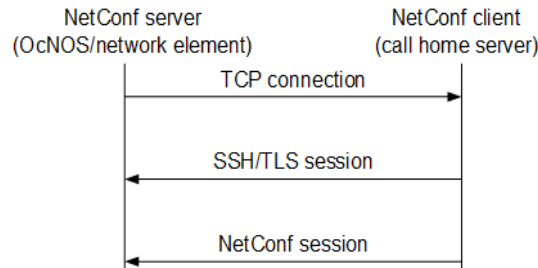 NetConf server
(OcNOS/network element)
NetConf client
(call home server)
TCP connection
SSH/TLS session
NetConf session